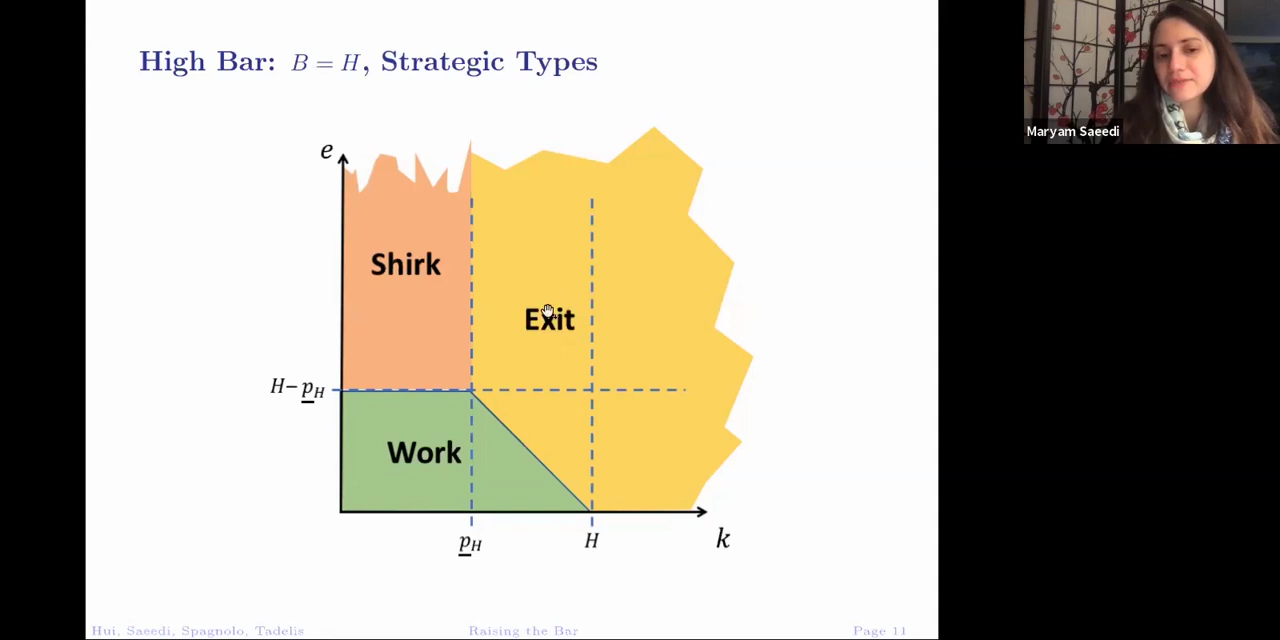 High Bar: B = H, Strategic Types
Maryam Saeedi
e
Shirk
Exit
H– p_H
Work
p_H
H
k
Hui, Saeedi, Spagnolo, Tadelis
Raising the Bar
Page 11